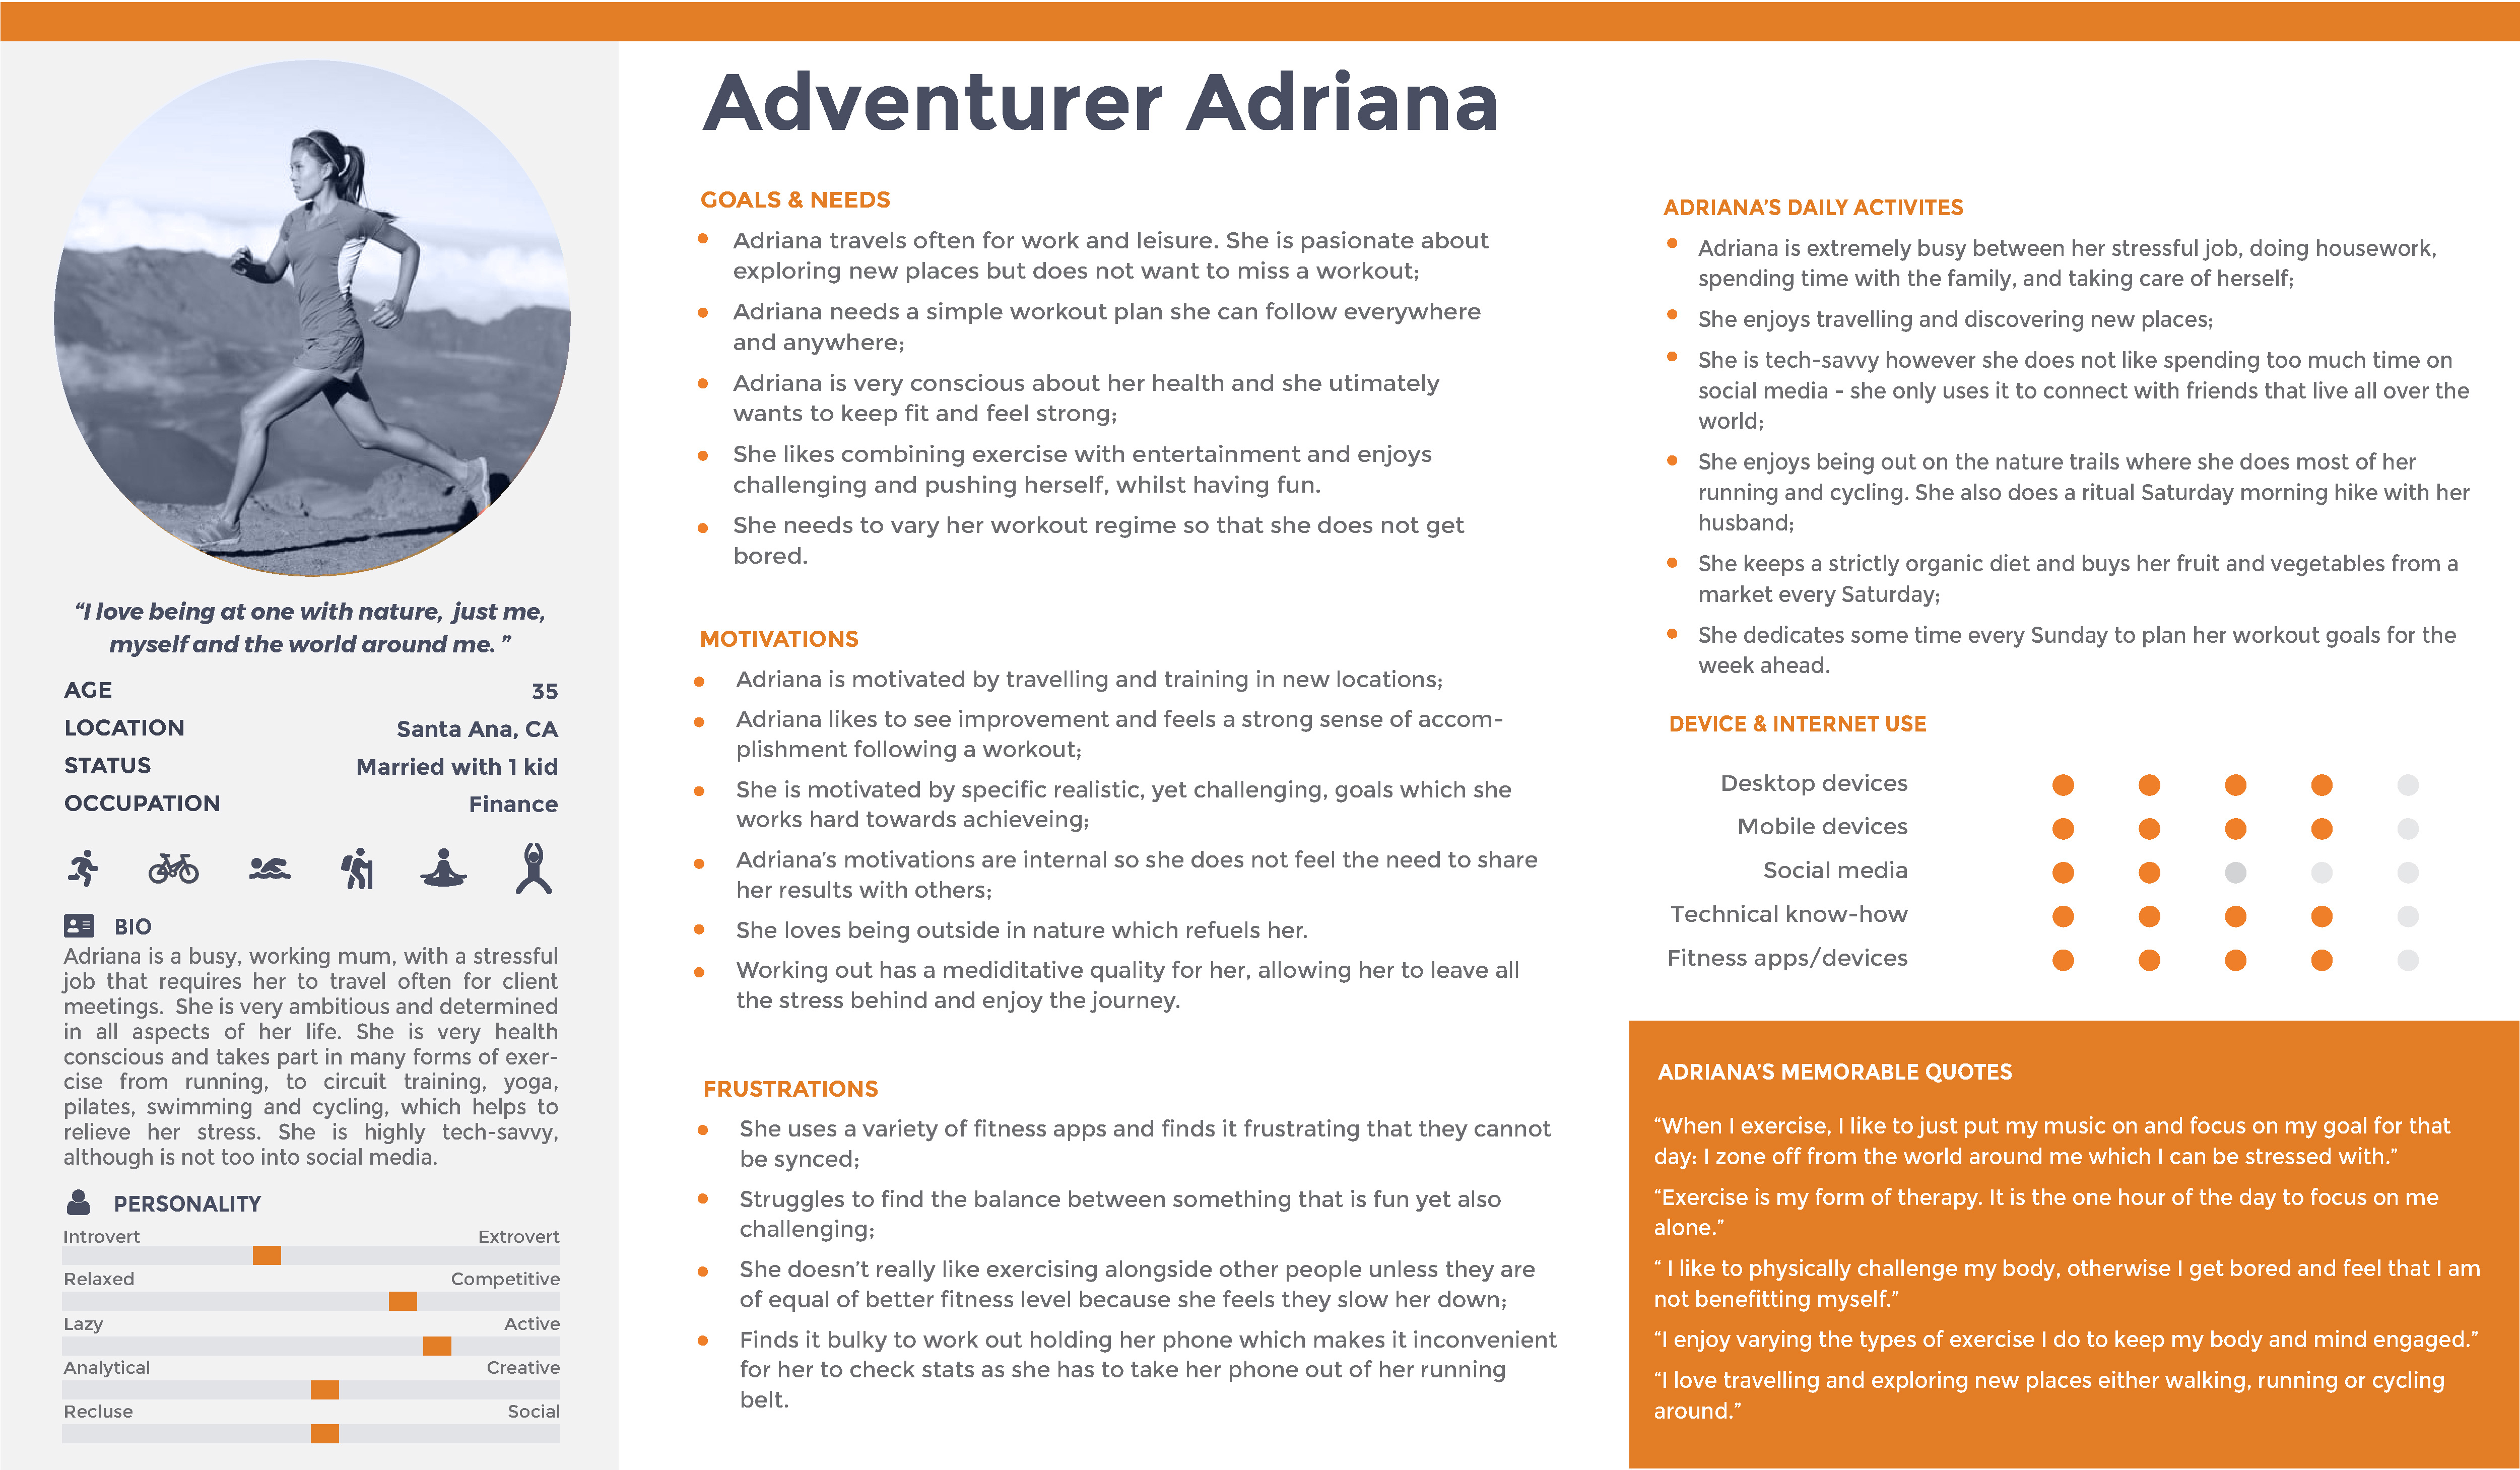 Adventurer Adriana
“I love being at one with nature, just me,
myself and the world around me. ”
AGE 35
LOCATION Santa Ana, CA
STATUS Married with 1 kid
OCCUPATION Finance
BIO
Adriana is a busy, working mum, with a stressful
job that requires her to travel often for client
meetings. She is very ambitious and determined
in all aspects of her life. She is very health
conscious and takes part in many forms of exer-
cise from running, to circuit training, yoga,
pilates, swimming and cycling, which helps to
relieve her stress. She is highly tech-savvy,
although is not too into social media.
PERSONALITY
Introvert Extrovert
Relaxed Competitive
Lazy Active
Analytical Creative
Recluse Social
GOALS & NEEDS
Adriana travels often for work and leisure. She is pasionate about
exploring new places but does not want to miss a workout;
Adriana needs a simple workout plan she can follow everywhere
and anywhere;
Adriana is very conscious about her health and she utimately
wants to keep fit and feel strong;
She likes combining exercise with entertainment and enjoys
challenging and pushing herself, whilst having fun.
She needs to vary her workout regime so that she does not get
bored.
MOTIVATIONS
Adriana is motivated by travelling and training in new locations;
Adriana likes to see improvement and feels a strong sense of accom-
plishment following a workout;
She is motivated by specific realistic, yet challenging, goals which she
works hard towards achieveing;
Adriana’s motivations are internal so she does not feel the need to share
her results with others;
She loves being outside in nature which refuels her.
Working out has a mediditative quality for her, allowing her to leave all
the stress behind and enjoy the journey.
FRUSTRATIONS
She uses a variety of fitness apps and finds it frustrating that they cannot
be synced;
Struggles to find the balance between something that is fun yet also
challenging;
She doesn’t really like exercising alongside other people unless they are
of equal of better fitness level because she feels they slow her down;
Finds it bulky to work out holding her phone which makes it inconvenient
for her to check stats as she has to take her phone out of her running
belt.
ADRIANA’S DAILY ACTIVITES
Adriana is extremely busy between her stressful job, doing housework,
spending time with the family, and taking care of herself;
She enjoys travelling and discovering new places;
She is tech-savvy however she does not like spending too much time on
social media - she only uses it to connect with friends that live all over the
world;
She enjoys being out on the nature trails where she does most of her
running and cycling. She also does a ritual Saturday morning hike with her
husband;
She keeps a strictly organic diet and buys her fruit and vegetables from a
market every Saturday;
She dedicates some time every Sunday to plan her workout goals for the
week ahead.
DEVICE & INTERNET USE
Desktop devices
Mobile devices
Social media
Technical know-how
Fitness apps/devices
ADRIANA’S MEMORABLE QUOTES
“When I exercise, I like to just put my music on and focus on my goal for that
day: I zone off from the world around me which I can be stressed with.”
“Exercise is my form of therapy. It is the one hour of the day to focus on me
alone.”
“ I like to physically challenge my body, otherwise I get bored and feel that I am
not benefitting myself.”
“I enjoy varying the types of exercise I do to keep my body and mind engaged.”
“I love travelling and exploring new places either walking, running or cycling
around.”